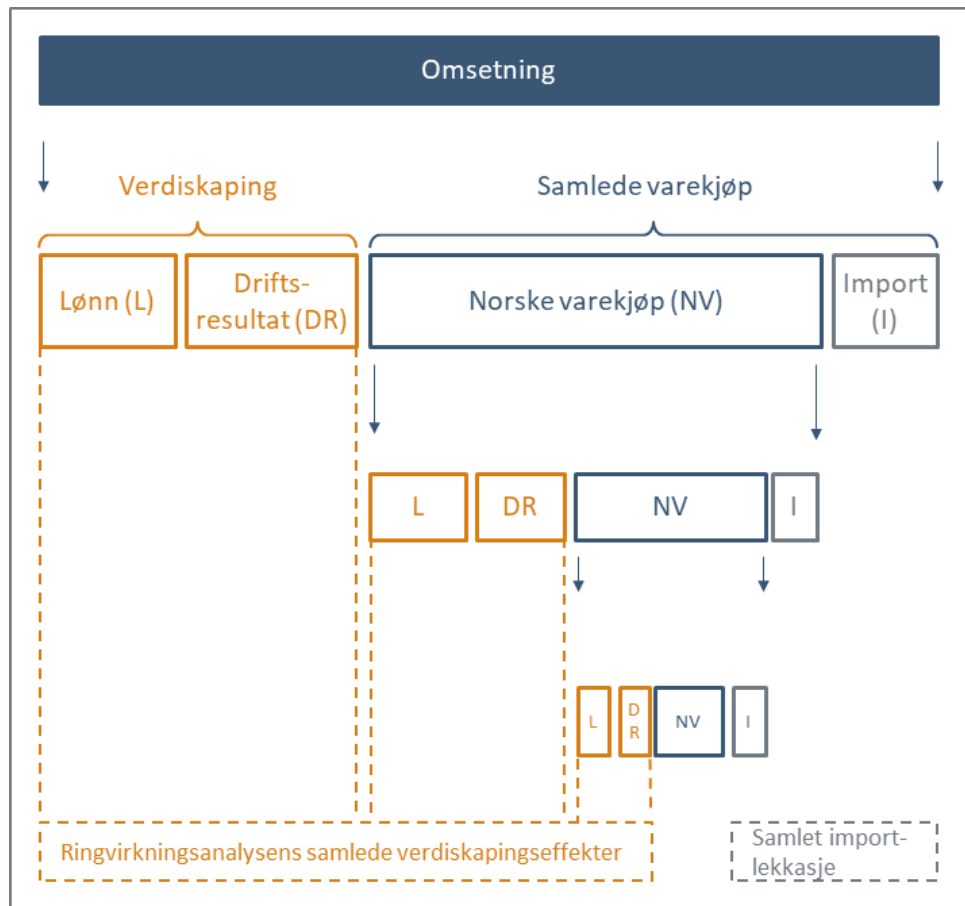 Omsetning
Verdiskaping
Samlede varekjøp
Lønn (L)
Drifts-
resultat (DR)
Norske varekjøp (NV)
Import
(I)
L
DR
NV
I
L
D
R
NV
I
Ringvirkningsanalysens samlede verdiskapingseffekter
Samlet import-
lekkasje